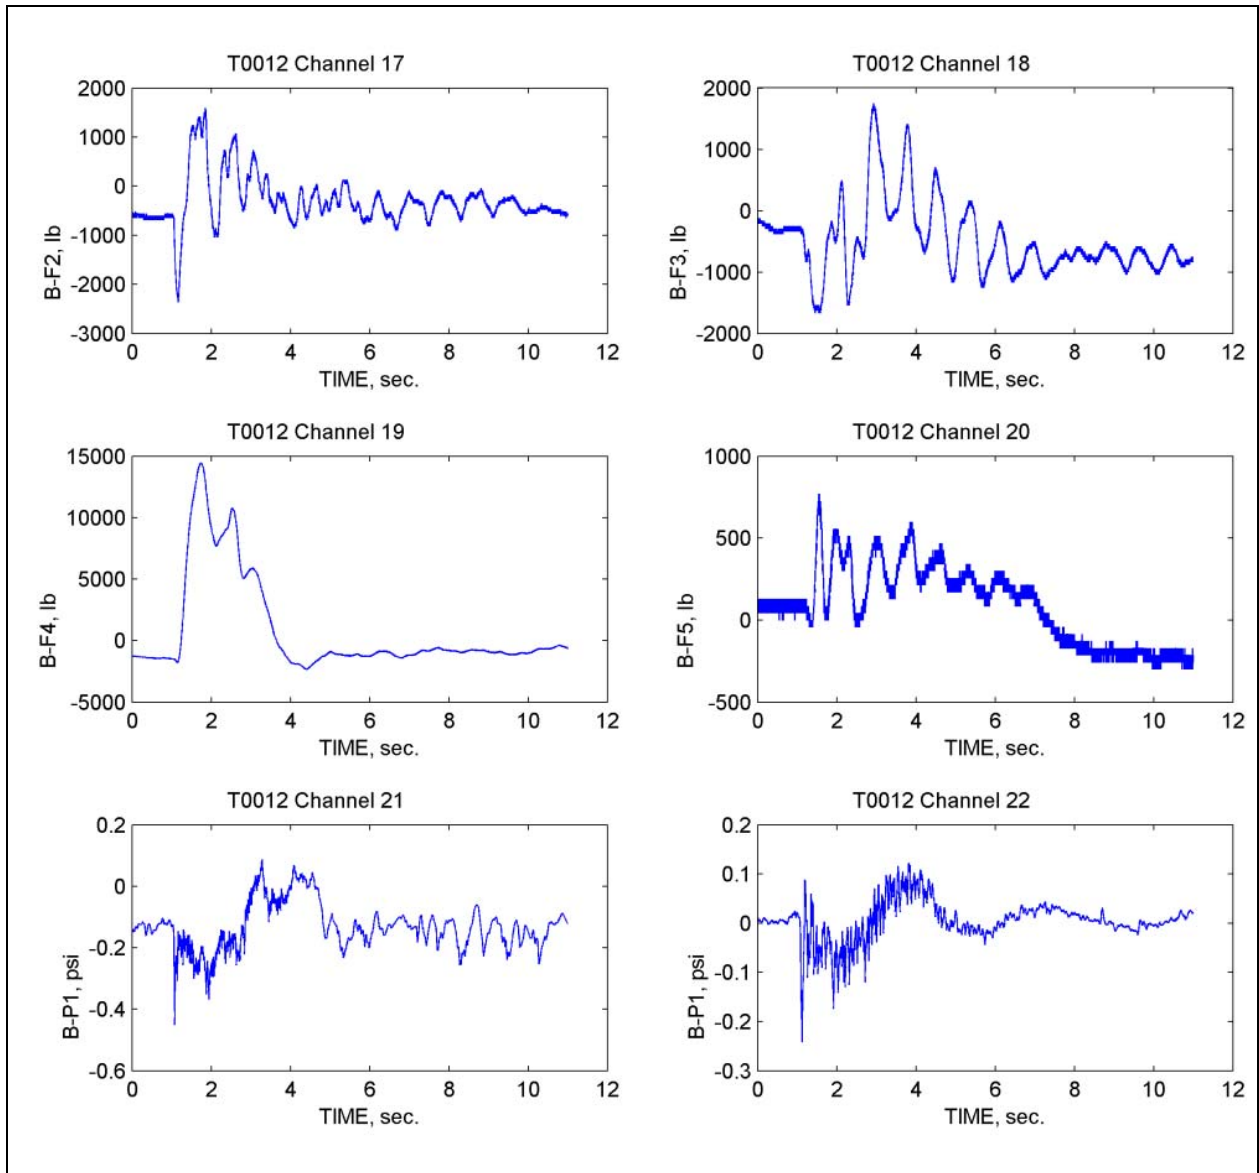 T0012 Channel 17
2000
1000
0
-1000
-2000
-3000
B-F2, lb
0 2 4 6 8 10 12
TIME, sec.
T0012 Channel 18
2000
1000
0
-1000
-2000
B-F3, lb
0 2 4 6 8 10 12
TIME, sec.
T0012 Channel 19
15000
10000
5000
0
-5000
B-F4, lb
0 2 4 6 8 10 12
TIME, sec.
T0012 Channel 20
1000
500
0
-500
B-F5, lb
0 2 4 6 8 10 12
TIME, sec.
T0012 Channel 21
0.2
0
-0.2
-0.4
-0.6
B-P1, psi
0 2 4 6 8 10 12
TIME, sec.
T0012 Channel 22
0.2
0.1
0
-0.1
-0.2
-0.3
B-P1, psi
0 2 4 6 8 10 12
TIME, sec.